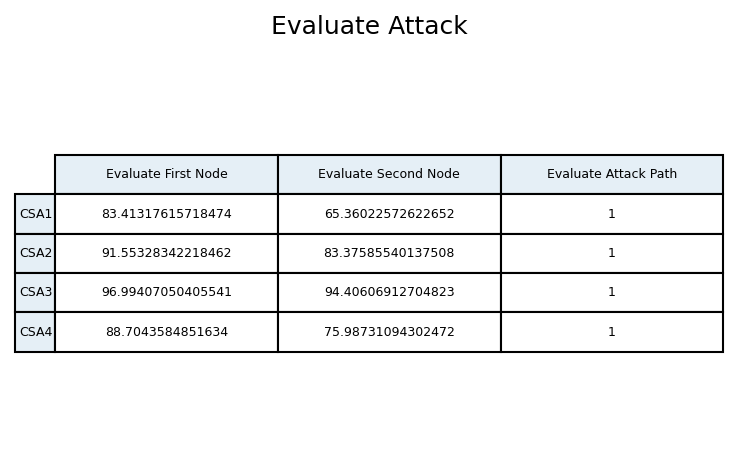 Evaluate Attack
Evaluate First Node Evaluate Second Node Evaluate Attack Path
CSA1 83.41317615718474 65.36022572622652 1
CSA2 91.55328342218462 83.37585540137508 1
CSA3 96.99407050405541 94.40606912704823 1
CSA4 88.7043584851634 75.98731094302472 1